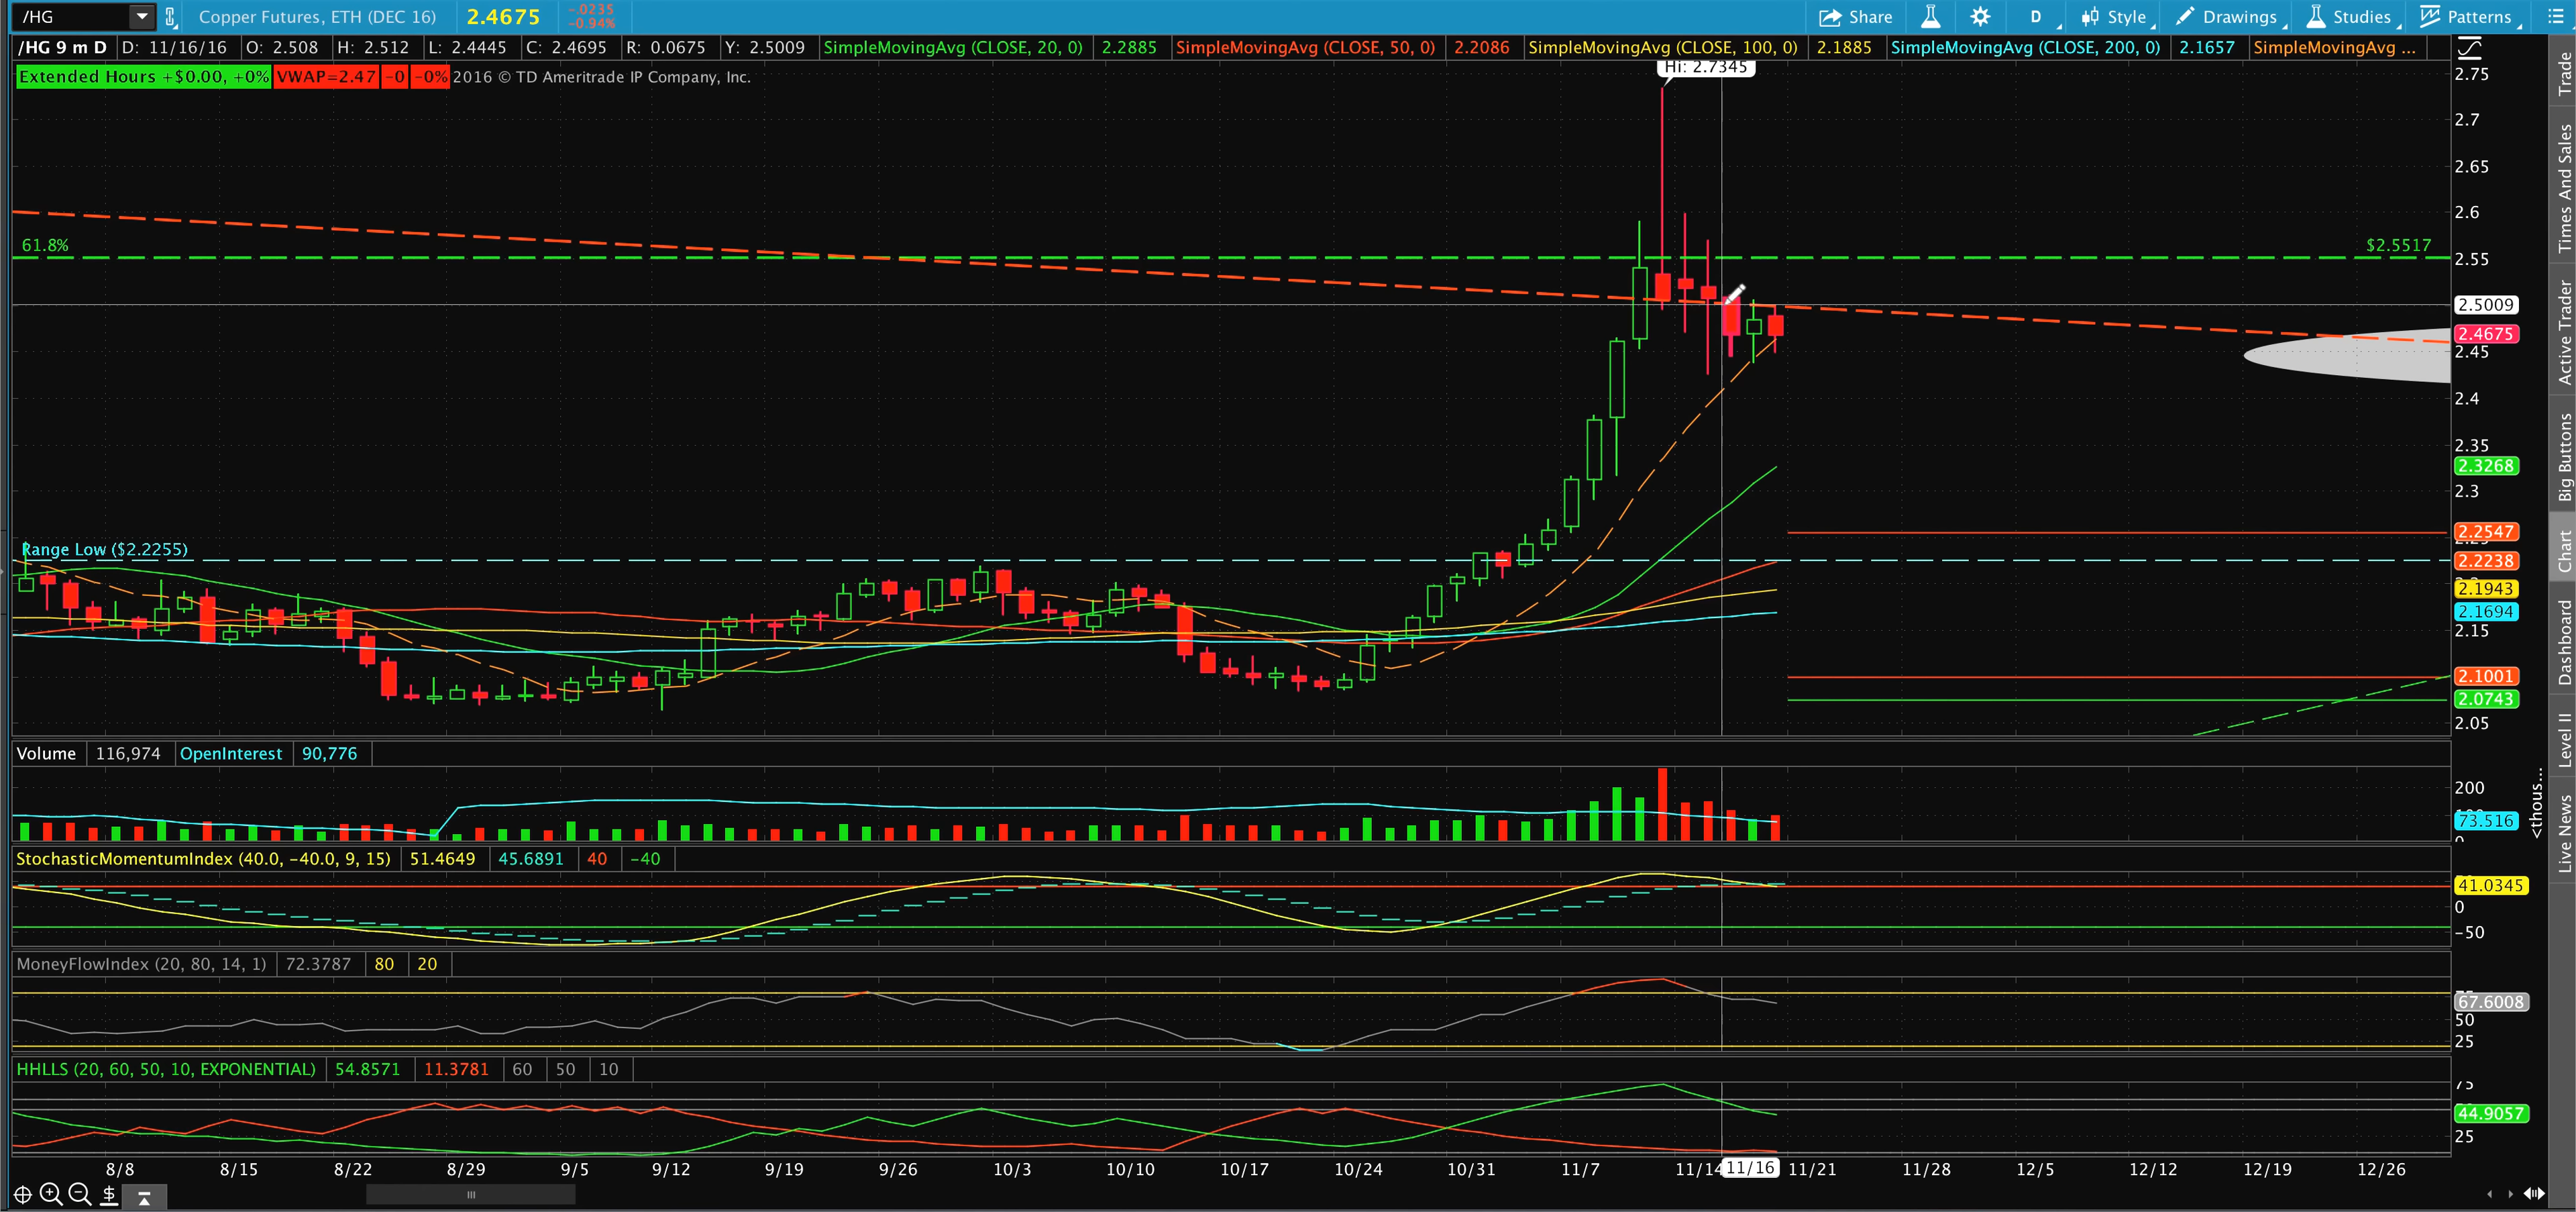 /HG Copper Futures, ETH (DEC 16) 2.4675 -.0235 -0.94% Share D Style Drawings Studies Patterns
/HG 9 m D D: 11/16/16 O: 2.508 H: 2.512 L: 2.4445 C: 2.4695 R: 0.0675 Y: 2.5009 SimpleMovingAvg (CLOSE, 20, 0) 2.2885 SimpleMovingAvg (CLOSE, 50, 0) 2.2086 SimpleMovingAvg (CLOSE, 100, 0) 2.1885 SimpleMovingAvg (CLOSE, 200, 0) 2.1657 SimpleMovingAvg ...
Extended Hours +$0.00, +0% VWAP=2.47 -0 -0% 2016 © TD Ameritrade IP Company, Inc.
Hi: 2.7345
2.75
2.7
2.65
2.6
61.8% $2.5517
2.55
2.5009
2.4675
2.45
2.4
2.35
2.3268
2.3
2.2547
Range Low ($2.2255)
2.2238
2.1943
2.1694
2.15
2.1001
2.0743
2.05
Volume 116,974 OpenInterest 90,776
200
73.516
0
<thous...
StochasticMomentumIndex (40.0, -40.0, 9, 15) 51.4649 45.6891 40 -40
41.0345
0
-50
MoneyFlowIndex (20, 80, 14, 1) 72.3787 80 20
67.6008
50
25
HHLLS (20, 60, 50, 10, EXPONENTIAL) 54.8571 11.3781 60 50 10
75
44.9057
25
8/8 8/15 8/22 8/29 9/5 9/12 9/19 9/26 10/3 10/10 10/17 10/24 10/31 11/7 11/14 11/16 11/21 11/28 12/5 12/12 12/19 12/26
$
Trade
Times And Sales
Active Trader
Big Buttons
Chart
Dashboard
Level II
Live News